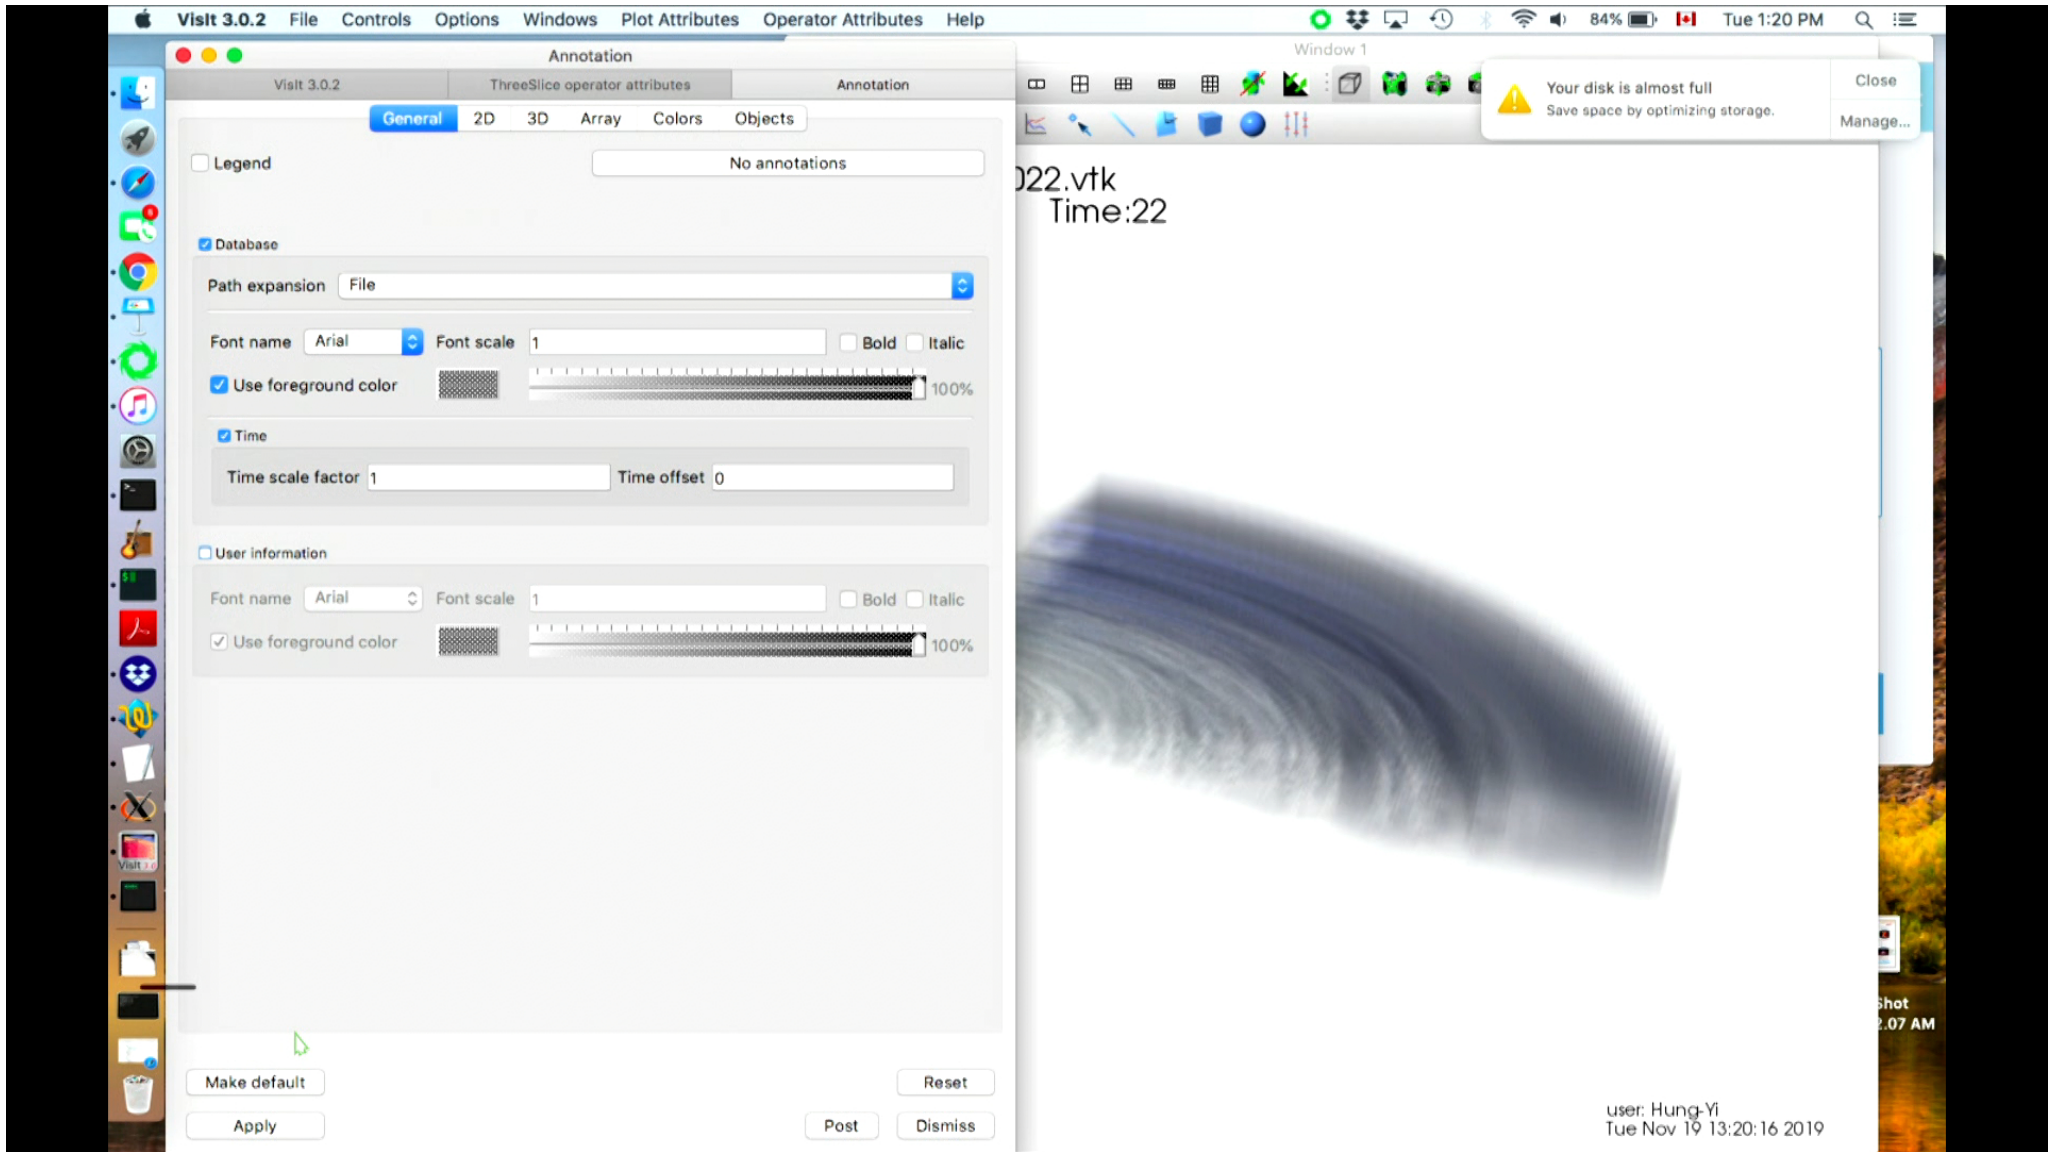 VisIt 3.0.2 File Controls Options Windows Plot Attributes Operator Attributes Help 84% Tue 1:20 PM
Annotation
VisIt 3.0.2 ThreeSlice operator attributes Annotation
General 2D 3D Array Colors Objects
Legend No annotations
Database
Path expansion File
Font name Arial Font scale 1 Bold Italic
Use foreground color 100%
Time
Time scale factor 1 Time offset 0
User information
Font name Arial Font scale 1 Bold Italic
Use foreground color 100%
Make default Reset
Apply Post Dismiss
Window 1
Your disk is almost full
Save space by optimizing storage.
Close
Manage...
022.vtk
Time:22
user: Hung-Yi
Tue Nov 19 13:20:16 2019
Shot
2.07 AM